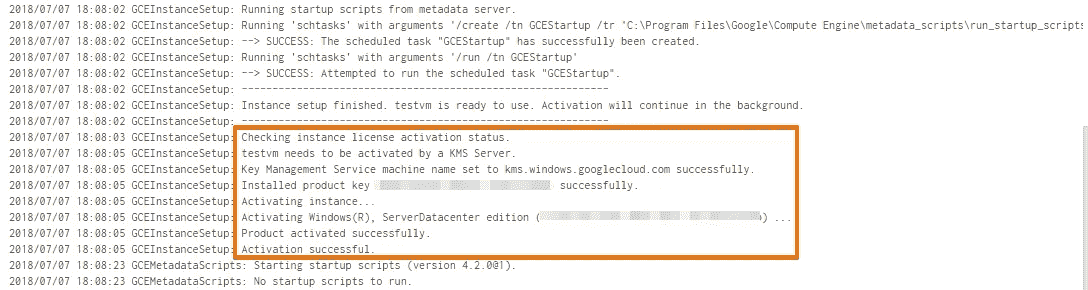 2018/07/07 18:08:02 GCEInstanceSetup: Running startup scripts from metadata server.
2018/07/07 18:08:02 GCEInstanceSetup: Running 'schtasks' with arguments '/create /tn GCEStartup /tr 'C:\Program Files\Google\Compute Engine\metadata_scripts\run_startup_scripts
2018/07/07 18:08:02 GCEInstanceSetup: --> SUCCESS: The scheduled task "GCEStartup" has successfully been created.
2018/07/07 18:08:02 GCEInstanceSetup: Running 'schtasks' with arguments '/run /tn GCEStartup'
2018/07/07 18:08:02 GCEInstanceSetup: --> SUCCESS: Attempted to run the scheduled task "GCEStartup".
2018/07/07 18:08:02 GCEInstanceSetup: ------------------------------------------------------------
2018/07/07 18:08:02 GCEInstanceSetup: Instance setup finished. testvm is ready to use. Activation will continue in the background.
2018/07/07 18:08:02 GCEInstanceSetup: ------------------------------------------------------------
2018/07/07 18:08:03 GCEInstanceSetup: Checking instance license activation status.
2018/07/07 18:08:05 GCEInstanceSetup: testvm needs to be activated by a KMS Server.
2018/07/07 18:08:05 GCEInstanceSetup: Key Management Service machine name set to kms.windows.googlecloud.com successfully.
2018/07/07 18:08:05 GCEInstanceSetup: Installed product key successfully.
2018/07/07 18:08:05 GCEInstanceSetup: Activating instance...
2018/07/07 18:08:05 GCEInstanceSetup: Activating Windows(R), ServerDatacenter edition ( ) ...
2018/07/07 18:08:05 GCEInstanceSetup: Product activated successfully.
2018/07/07 18:08:05 GCEInstanceSetup: Activation successful.
2018/07/07 18:08:23 GCEMetadataScripts: Starting startup scripts (version 4.2.0@1).
2018/07/07 18:08:23 GCEMetadataScripts: No startup scripts to run.